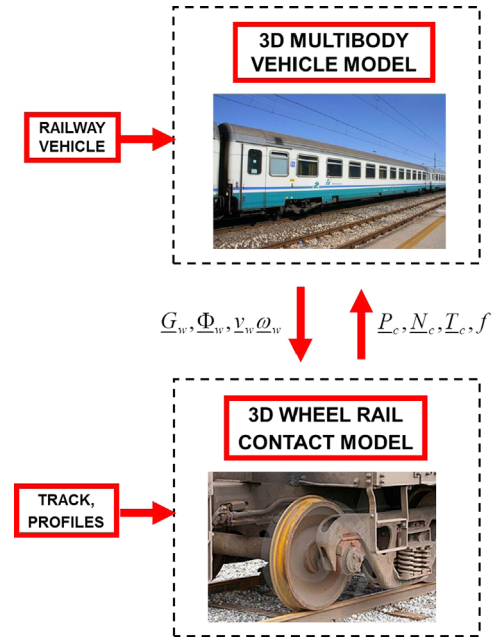 3D MULTIBODY
VEHICLE MODEL
RAILWAY
VEHICLE
G_w, Φ_w, v_w ω_w
P_c, N_c, T_c, f
3D WHEEL RAIL
CONTACT MODEL
TRACK,
PROFILES